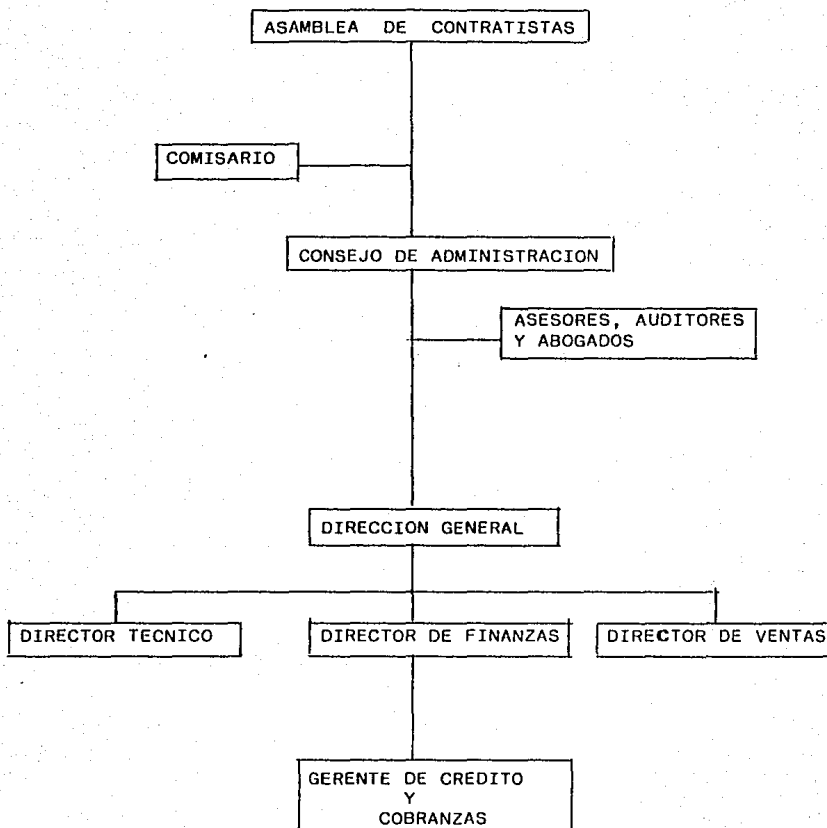 ASAMBLEA DE CONTRATISTAS
COMISARIO
CONSEJO DE ADMINISTRACION
ASESORES, AUDITORES
Y ABOGADOS
DIRECCION GENERAL
DIRECTOR TECNICO
DIRECTOR DE FINANZAS
DIRECTOR DE VENTAS
GERENTE DE CREDITO
Y
COBRANZAS